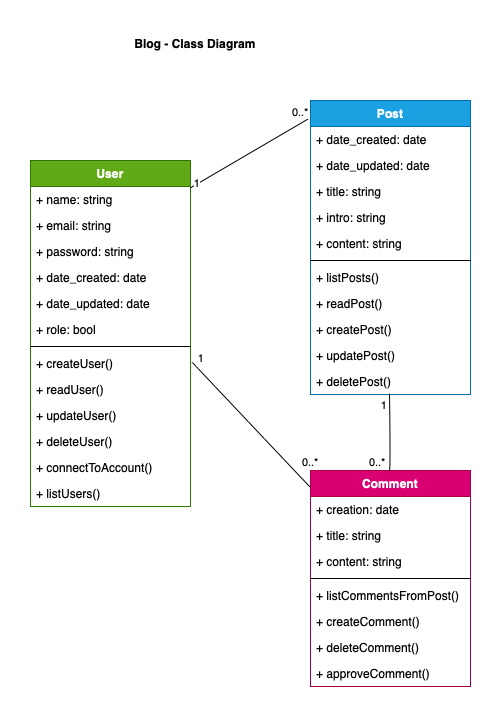 Blog - Class Diagram
User
+ name: string
+ email: string
+ password: string
+ date_created: date
+ date_updated: date
+ role: bool
+ createUser()
+ readUser()
+ updateUser()
+ deleteUser()
+ connectToAccount()
+ listUsers()
1
0..*
Post
+ date_created: date
+ date_updated: date
+ title: string
+ intro: string
+ content: string
+ listPosts()
+ readPost()
+ createPost()
+ updatePost()
+ deletePost()
1
0..*
1
0..*
Comment
+ creation: date
+ title: string
+ content: string
+ listCommentsFromPost()
+ createComment()
+ deleteComment()
+ approveComment()